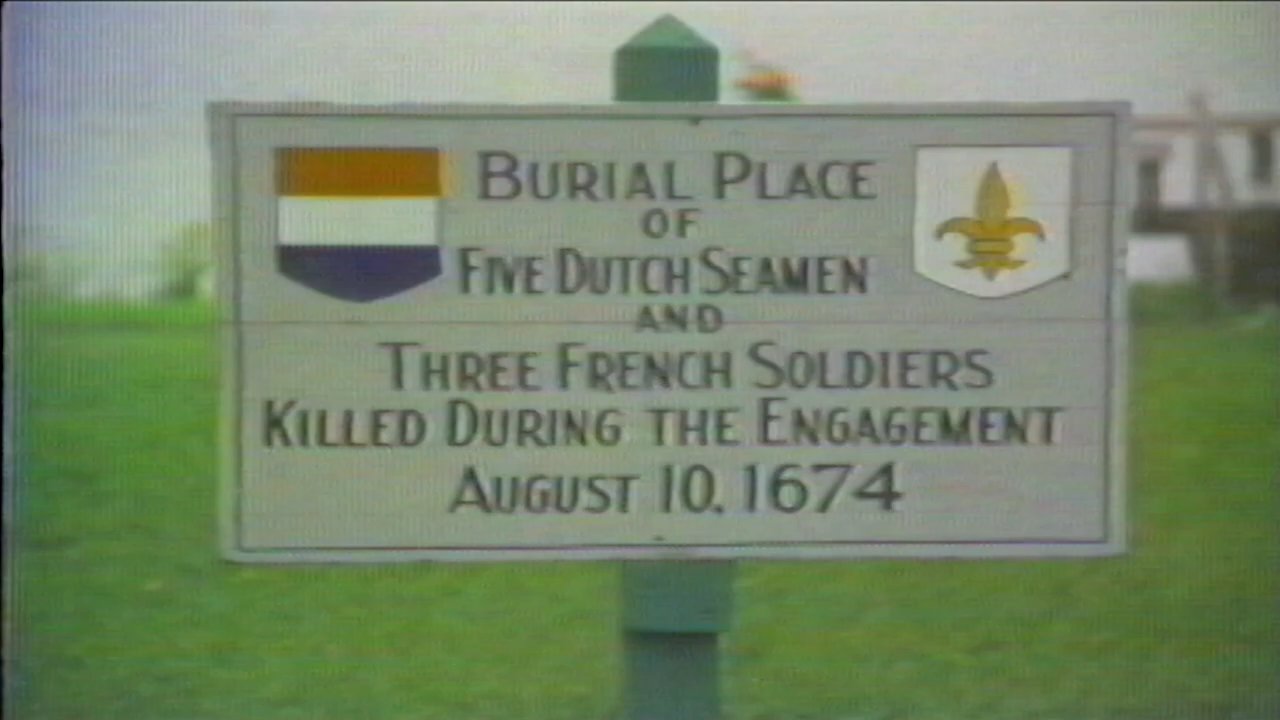 BURIAL PLACE
OF
FIVE DUTCH SEAMEN
AND
THREE FRENCH SOLDIERS
KILLED DURING THE ENGAGEMENT
AUGUST 10, 1674